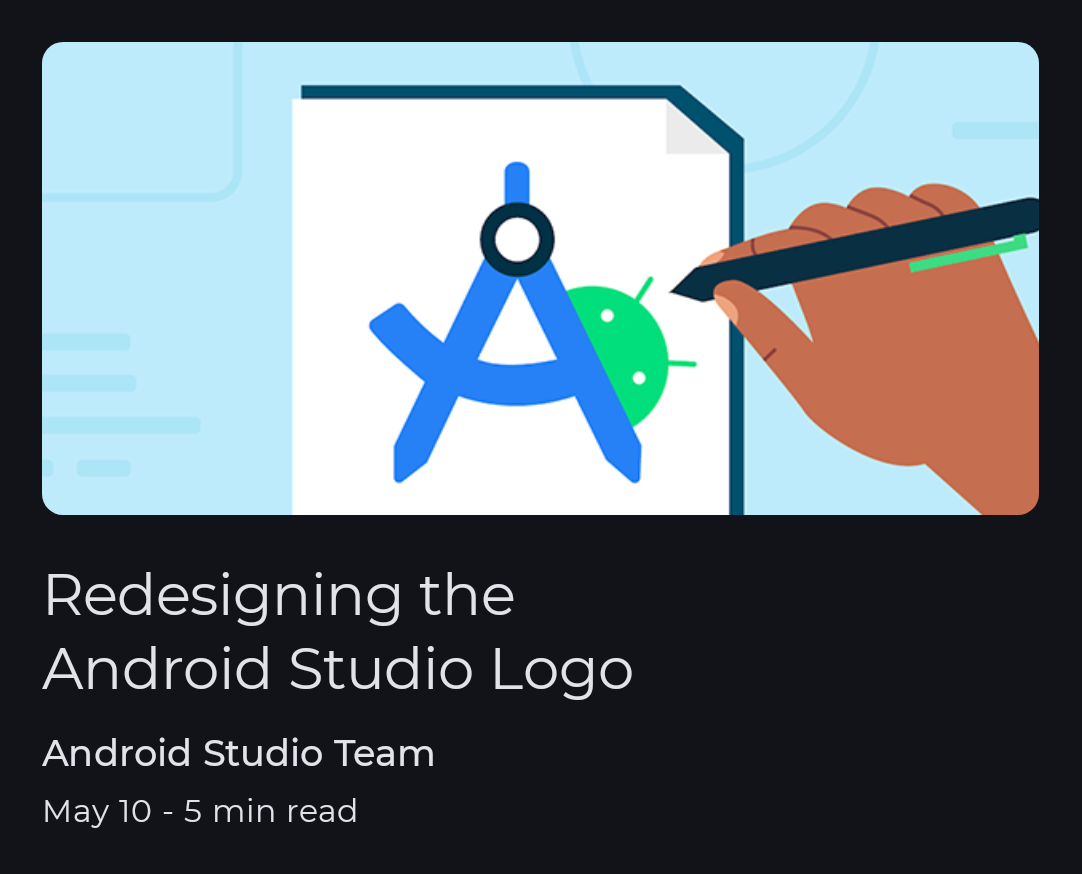 Redesigning the
Android Studio Logo
Android Studio Team
May 10 - 5 min read